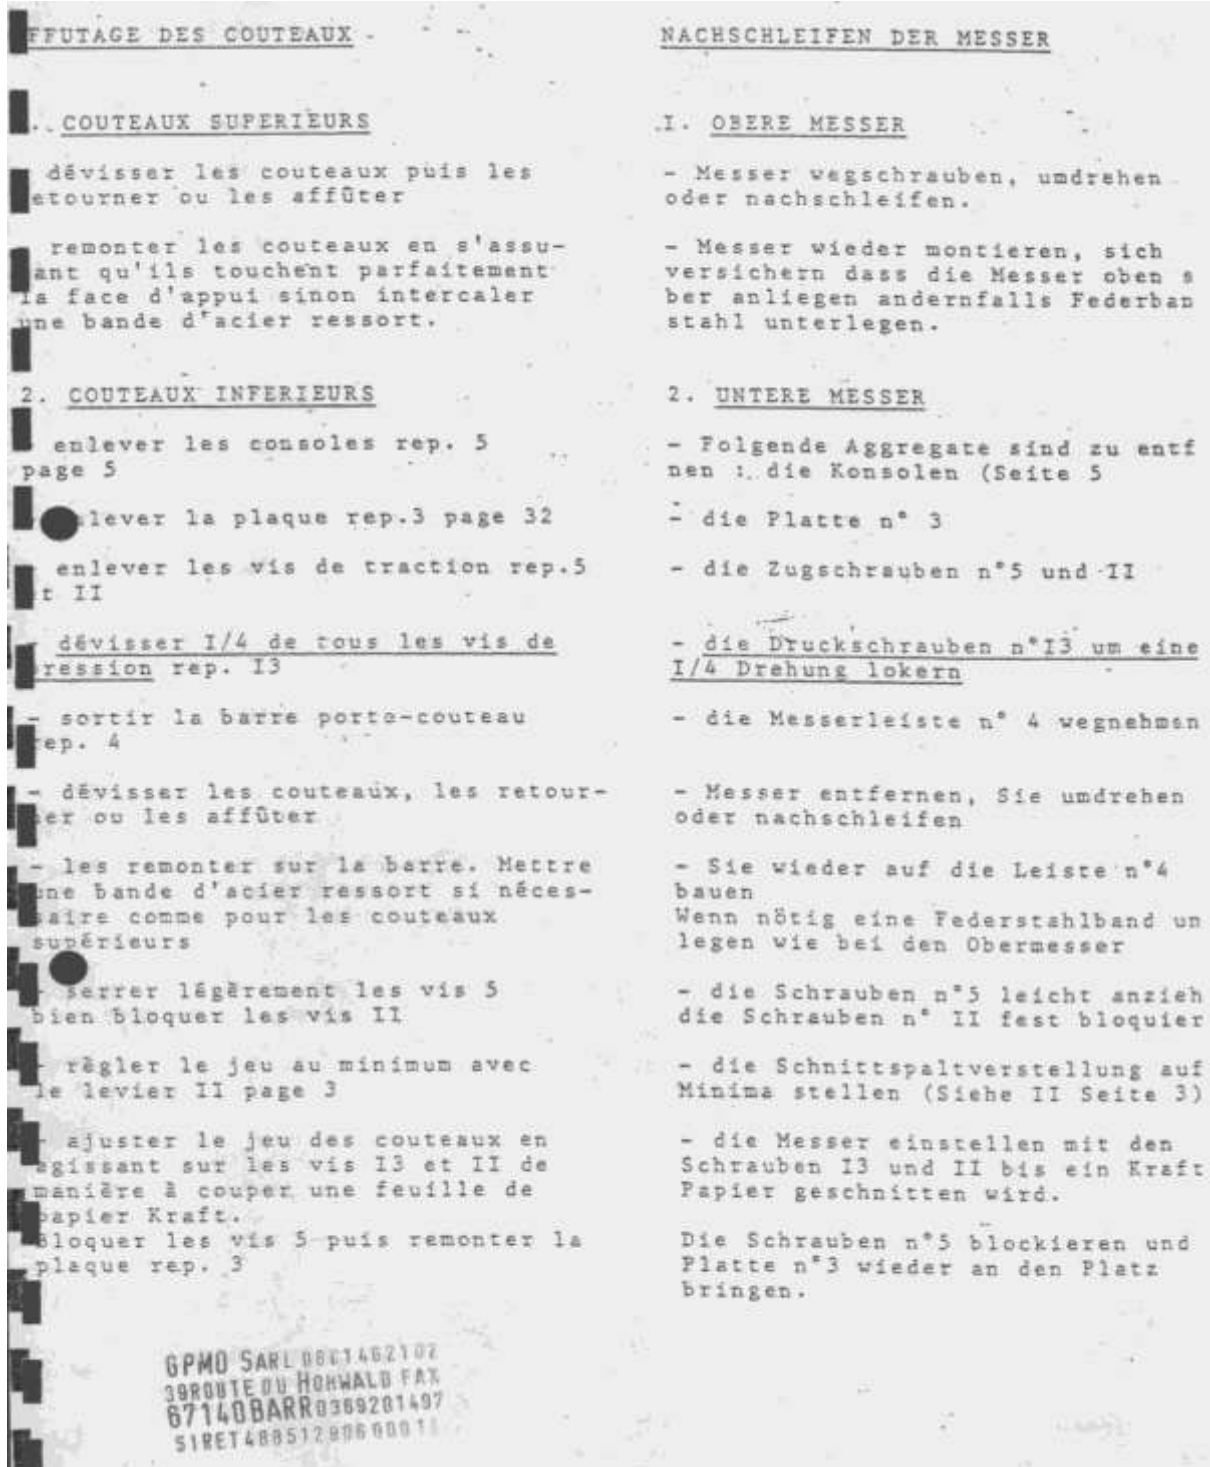 FFUTAGE DES COUTEAUX
.. COUTEAUX SUPERIEURS
dévisser les couteaux puis les
etourner ou les affûter
remonter les couteaux en s'assu-
ant qu'ils touchent parfaitement
la face d'appui sinon intercaler
une bande d'acier ressort.
2. COUTEAUX INFERIEURS
enlever les consoles rep. 5
page 5
lever la plaque rep.3 page 32
enlever les vis de traction rep.5
t II
- dévisser I/4 de tous les vis de
pression rep. I3
- sortir la barre porte-couteau
rep. 4
- dévisser les couteaux, les retour-
ner ou les affûter
- les remonter sur la barre. Mettre
une bande d'acier ressort si néces-
saire comme pour les couteaux
supérieurs
- serrer légèrement les vis 5
bien bloquer les vis II
- règler le jeu au minimum avec
le levier II page 3
- ajuster le jeu des couteaux en
agissant sur les vis I3 et II de
manière à couper une feuille de
papier Kraft.
Bloquer les vis 5 puis remonter la
plaque rep. 3
NACHSCHLEIFEN DER MESSER
I. OBERE MESSER
- Messer wegschrauben, umdrehen
oder nachschleifen.
- Messer wieder montieren, sich
versichern dass die Messer oben s
ber anliegen andernfalls Federban
stahl unterlegen.
2. UNTERE MESSER
- Folgende Aggregate sind zu entf
nen : die Konsolen (Seite 5
- die Platte n° 3
- die Zugschrauben n°5 und II
- die Druckschrauben n°I3 um eine
I/4 Drehung lokern
- die Messerleiste n° 4 wegnehmen
- Messer entfernen, Sie umdrehen
oder nachschleifen
- Sie wieder auf die Leiste n°4
bauen
Wenn nötig eine Federstahlband un
legen wie bei den Obermesser
- die Schrauben n°5 leicht anzieh
die Schrauben n° II fest bloquier
- die Schnittspaltverstellung auf
Minima stellen (Siehe II Seite 3)
- die Messer einstellen mit den
Schrauben I3 und II bis ein Kraft
Papier geschnitten wird.
Die Schrauben n°5 blockieren und
Platte n°3 wieder an den Platz
bringen.
GPMO SARL
39 ROUTE DU HOHWALD FAX
67140 BARR 0369201497
SIRET